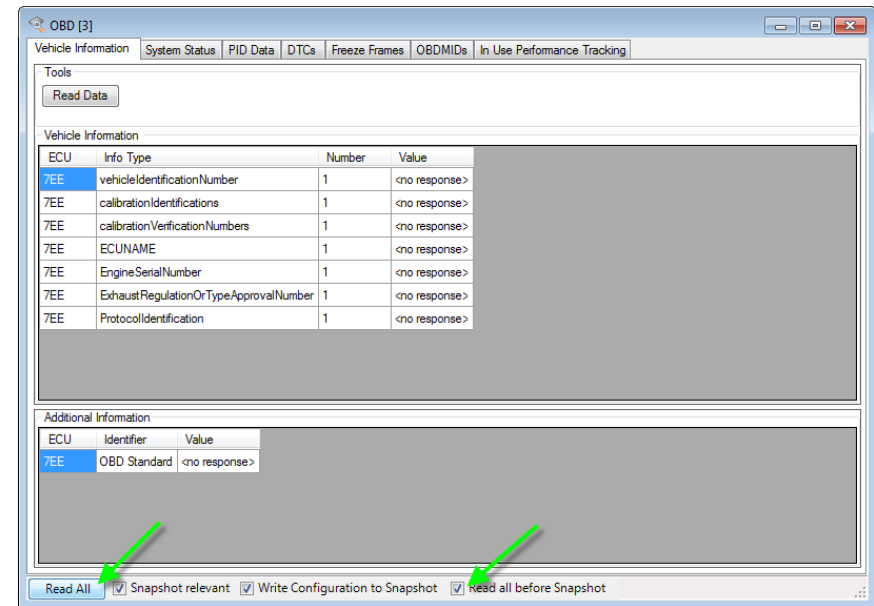 OBD [3]
Vehicle Information System Status PID Data DTCs Freeze Frames OBDMIDs In Use Performance Tracking
Tools
Read Data
Vehicle Information
ECU Info Type Number Value
7EE vehicleIdentificationNumber 1 <no response>
7EE calibrationIdentifications 1 <no response>
7EE calibrationVerificationNumbers 1 <no response>
7EE ECUNAME 1 <no response>
7EE EngineSerialNumber 1 <no response>
7EE ExhaustRegulationOrTypeApprovalNumber 1 <no response>
7EE ProtocolIdentification 1 <no response>
Additional Information
ECU Identifier Value
7EE OBD Standard <no response>
Read All Snapshot relevant Write Configuration to Snapshot Read all before Snapshot